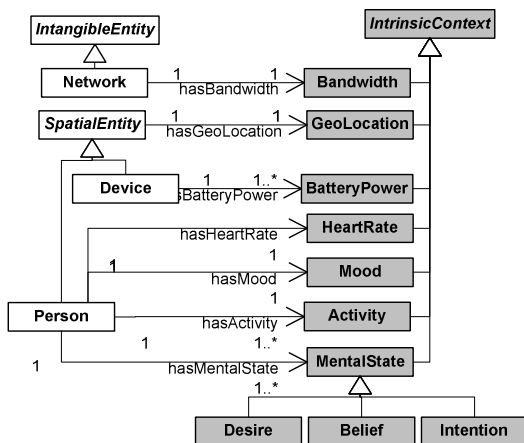 IntangibleEntity
IntrinsicContext
Network
1
1
hasBandwidth
Bandwidth
SpatialEntity
1
1
hasGeoLocation
GeoLocation
Device
1
1..*
sBatteryPower
BatteryPower
hasHeartRate
HeartRate
1
1
hasMood
Mood
Person
1
hasActivity
Activity
1
1
1..*
hasMentalState
MentalState
1..*
Desire
Belief
Intention